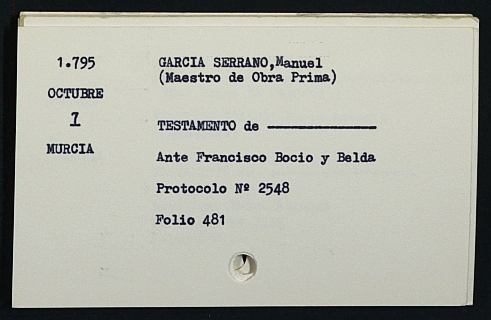 1.795
OCTUBRE
1
MURCIA
GARCIA SERRANO,Manuel
(Maestro de Obra Prima)
TESTAMENTO de ---------------
Ante Francisco Bocio y Belda
Protocolo Nº 2548
Folio 481